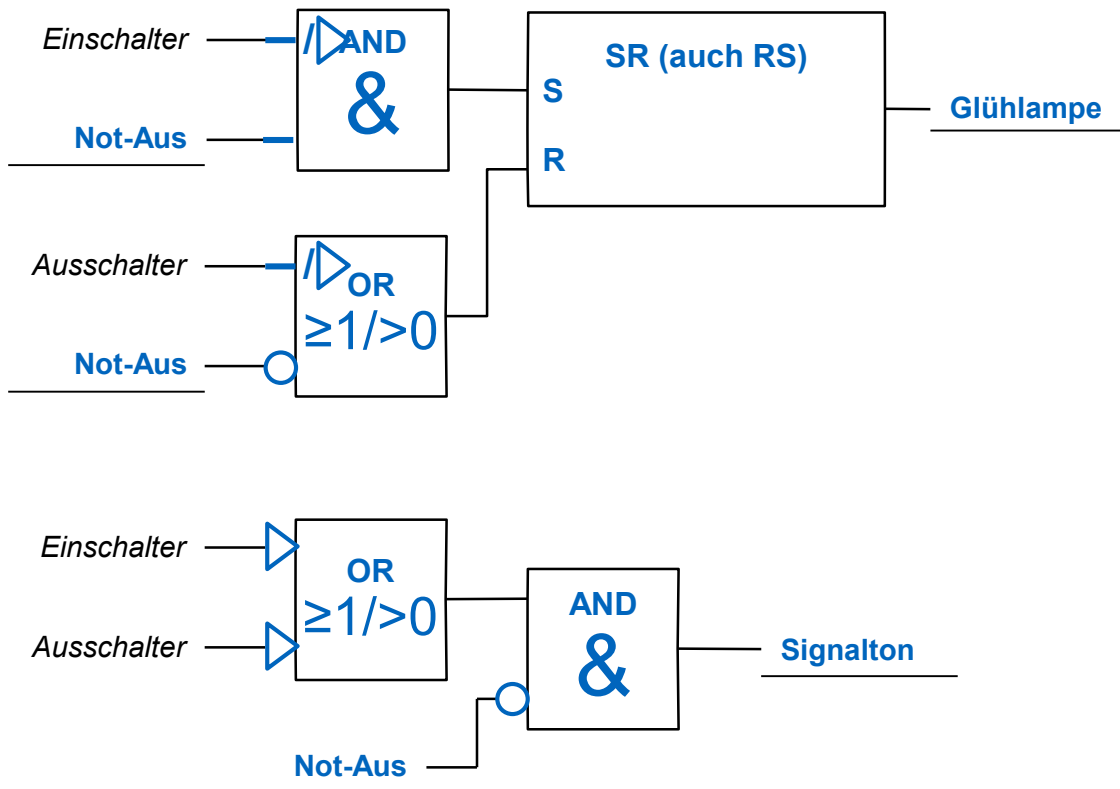 Einschalter
/ AND
&
Not-Aus
SR (auch RS)
S
R
Glühlampe
Ausschalter
/ OR
≥1/>0
Not-Aus
Einschalter
Ausschalter
OR
≥1/>0
AND
&
Not-Aus
Signalton